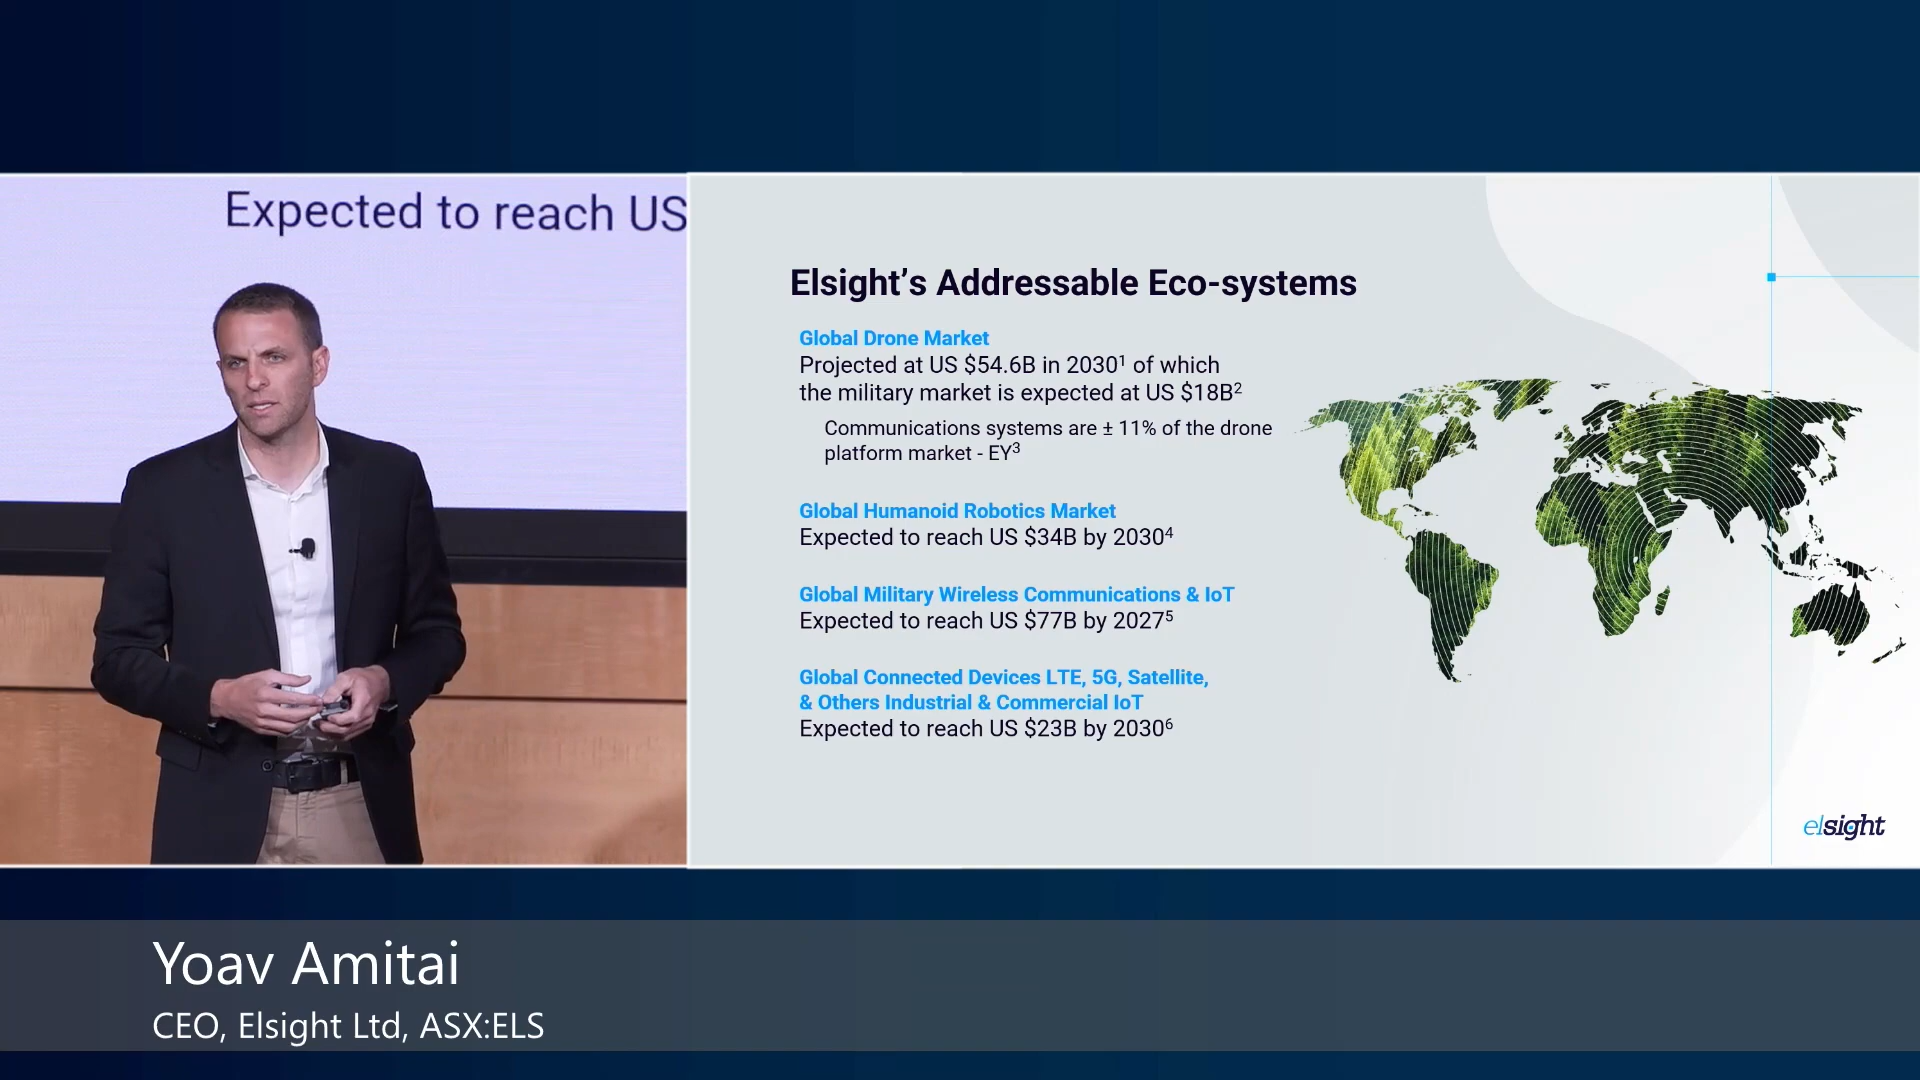 Expected to reach US
Elsight’s Addressable Eco-systems
Global Drone Market
Projected at US $54.6B in 2030¹ of which
the military market is expected at US $18B²
Communications systems are ± 11% of the drone
platform market - EY³
Global Humanoid Robotics Market
Expected to reach US $34B by 2030⁴
Global Military Wireless Communications & IoT
Expected to reach US $77B by 2027⁵
Global Connected Devices LTE, 5G, Satellite,
& Others Industrial & Commercial IoT
Expected to reach US $23B by 2030⁶
elsight
Yoav Amitai
CEO, Elsight Ltd, ASX:ELS